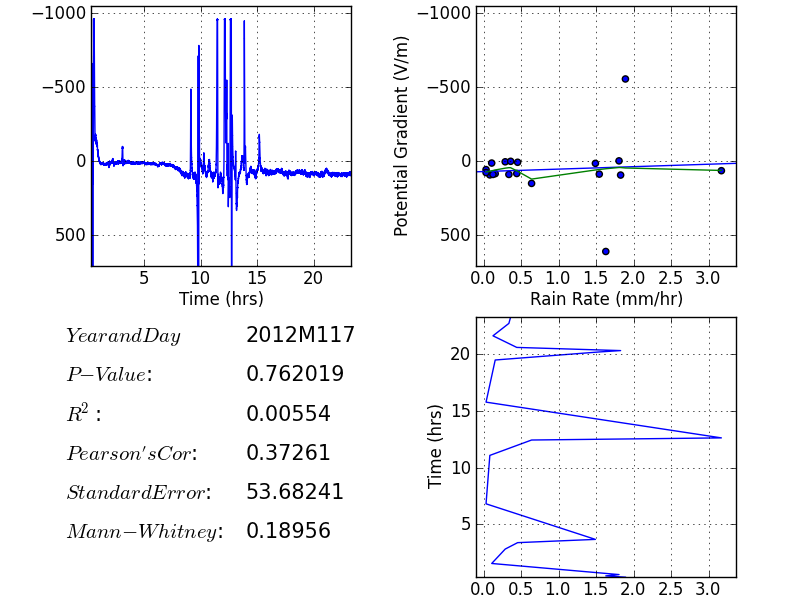 −1000
−500
0
500
5 10 15 20
Time (hrs)
Potential Gradient (V/m)
−1000
−500
0
500
0.0 0.5 1.0 1.5 2.0 2.5 3.0
Rain Rate (mm/hr)
YearandDay 2012M117
P−Value: 0.762019
R²: 0.00554
Pearson'sCor: 0.37261
StandardError: 53.68241
Mann−Whitney: 0.18956
Time (hrs)
20
15
10
5
0.0 0.5 1.0 1.5 2.0 2.5 3.0